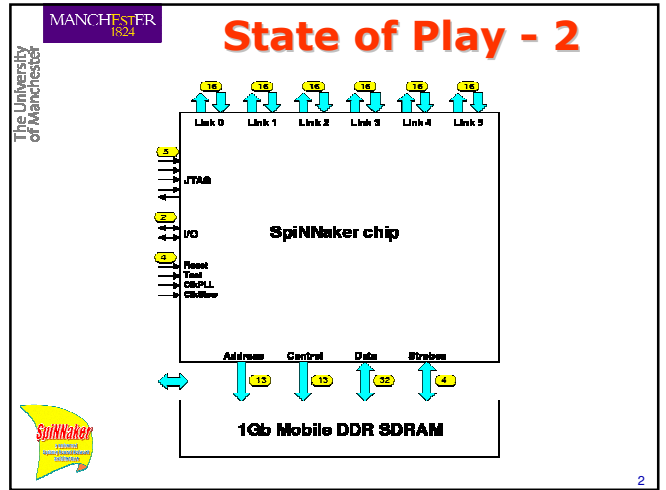 MANCHESTER
1824
The University
of Manchester
State of Play - 2
16 16 16 16 16 16
Link 0 Link 1 Link 2 Link 3 Link 4 Link 5
5
JTAG
2
I/O
SpiNNaker chip
4
Reset
Test
ClkPLL
ClkSlow
Address Control Data Strobes
13 13 32 4
1Gb Mobile DDR SDRAM
SpiNNaker
2